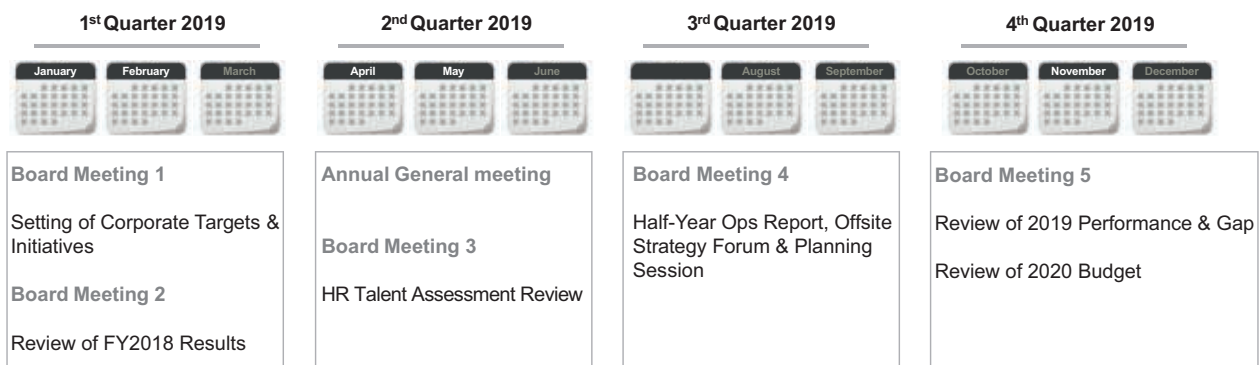 1st Quarter 2019
2nd Quarter 2019
3rd Quarter 2019
4th Quarter 2019
January
February
March
April
May
June
August
September
October
November
December
Board Meeting 1
Setting of Corporate Targets &
Initiatives
Board Meeting 2
Review of FY2018 Results
Annual General meeting
Board Meeting 3
HR Talent Assessment Review
Board Meeting 4
Half-Year Ops Report, Offsite
Strategy Forum & Planning
Session
Board Meeting 5
Review of 2019 Performance & Gap
Review of 2020 Budget